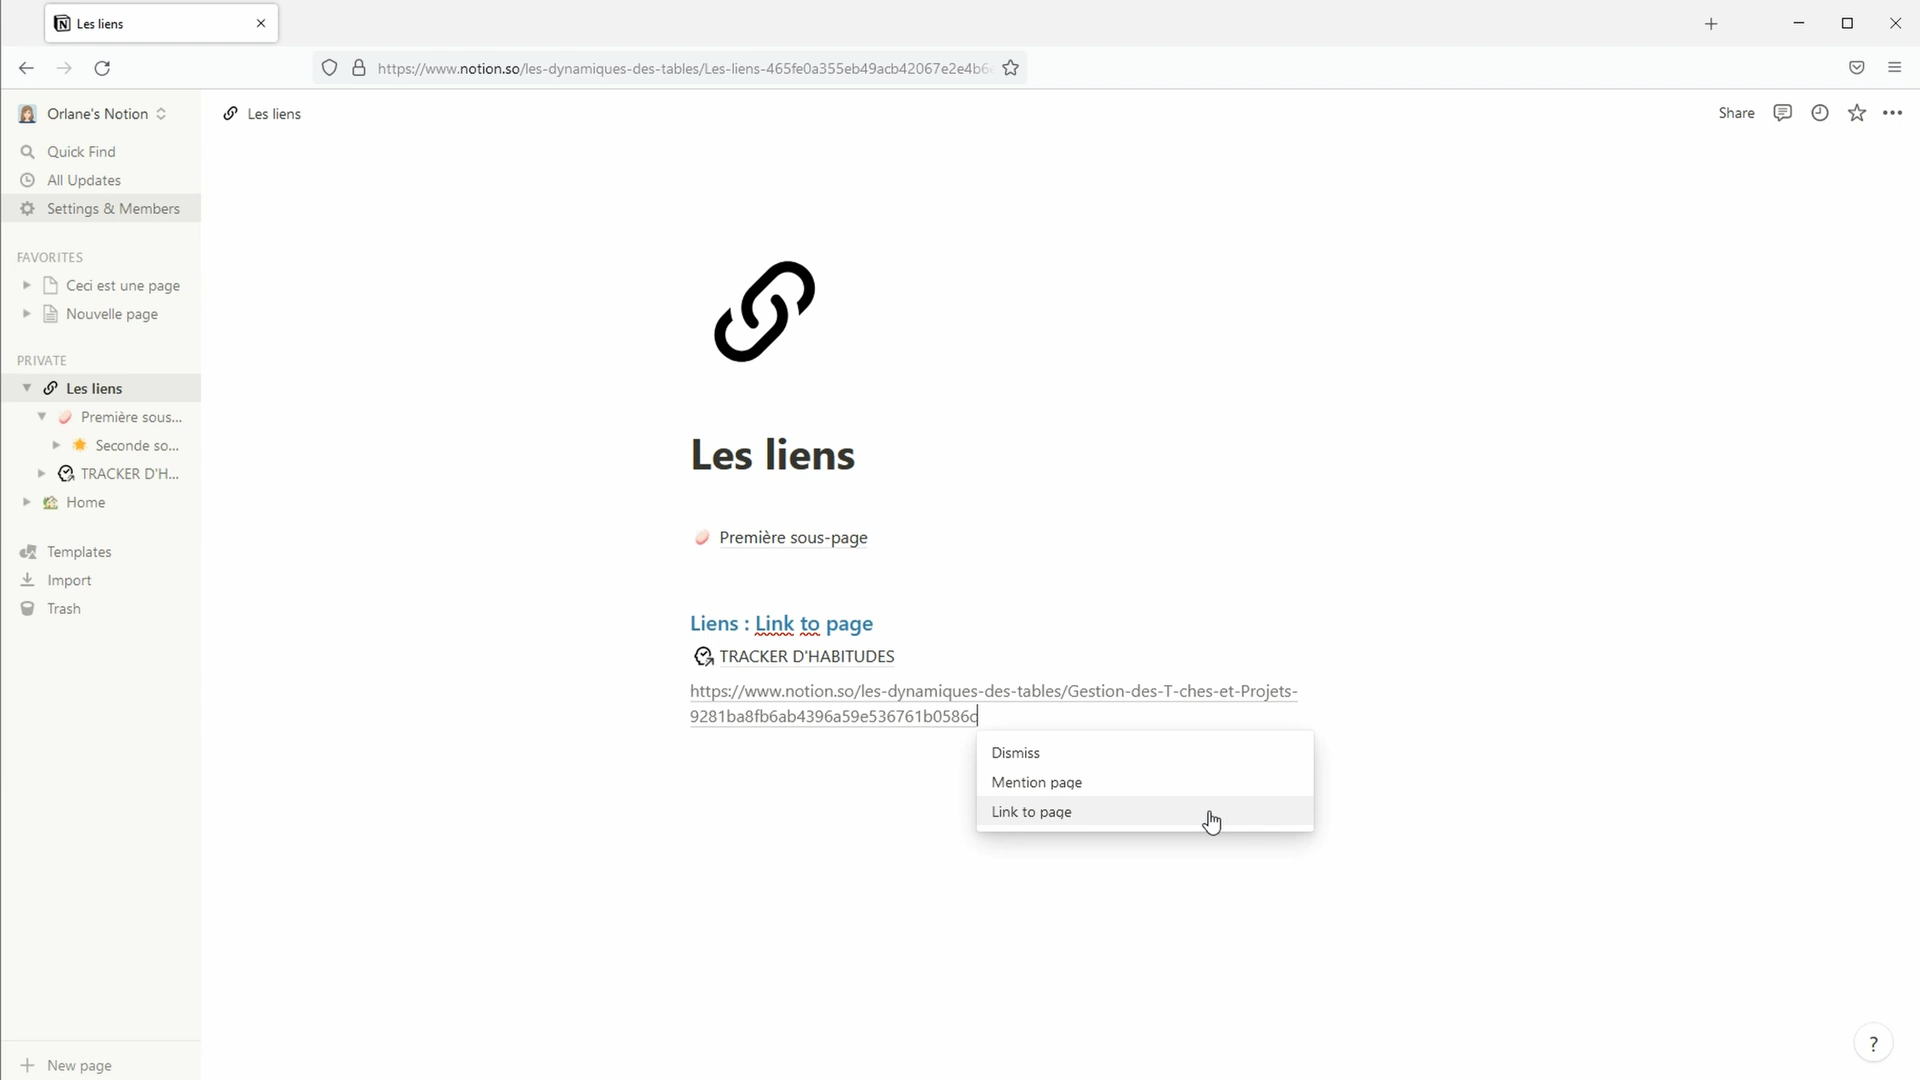 Les liens
https://www.notion.so/les-dynamiques-des-tables/Les-liens-465fe0a355eb49acb42067e2e4b6
Orlane's Notion
Les liens
Share
Quick Find
All Updates
Settings & Members
FAVORITES
Ceci est une page
Nouvelle page
PRIVATE
Les liens
Première sous...
Seconde so...
TRACKER D'H...
Home
Templates
Import
Trash
New page
Les liens
Première sous-page
Liens : Link to page
TRACKER D'HABITUDES
https://www.notion.so/les-dynamiques-des-tables/Gestion-des-T-ches-et-Projets-
9281ba8fb6ab4396a59e536761b0586d
Dismiss
Mention page
Link to page
?